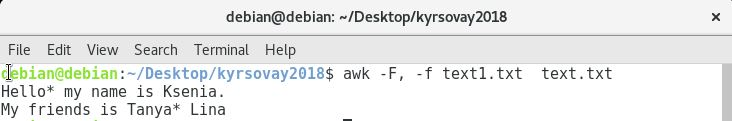 debian@debian: ~/Desktop/kyrsovay2018
File Edit View Search Terminal Help
debian@debian:~/Desktop/kyrsovay2018$ awk -F, -f text1.txt  text.txt
Hello* my name is Ksenia.
My friends is Tanya* Lina